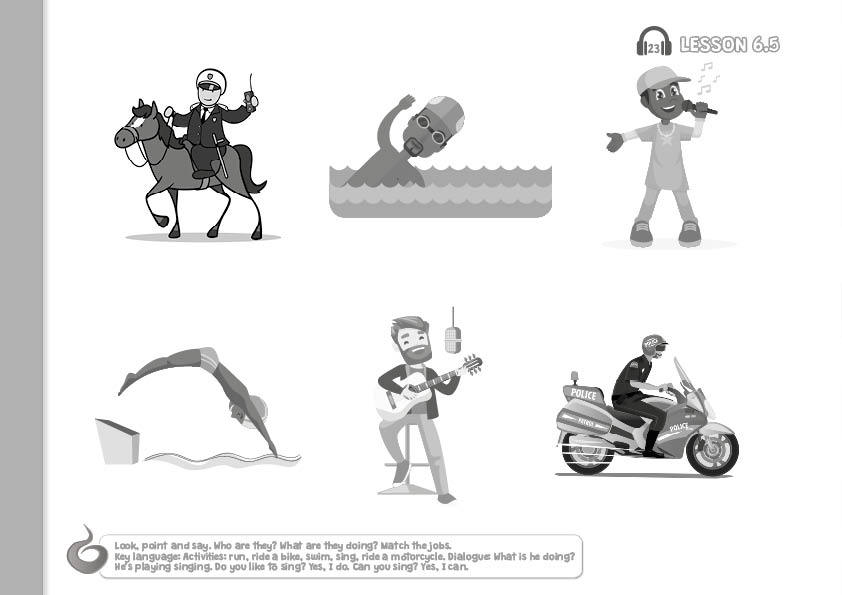 23 LESSON 6.5
POLICE
POLICE
PATROL
POLICE
6
Look, point and say. Who are they? What are they doing? Match the jobs.
Key language: Activities: run, ride a bike, swim, sing, ride a motorcycle. Dialogue: What is he doing?
He's playing singing. Do you like to sing? Yes, I do. Can you sing? Yes, I can.